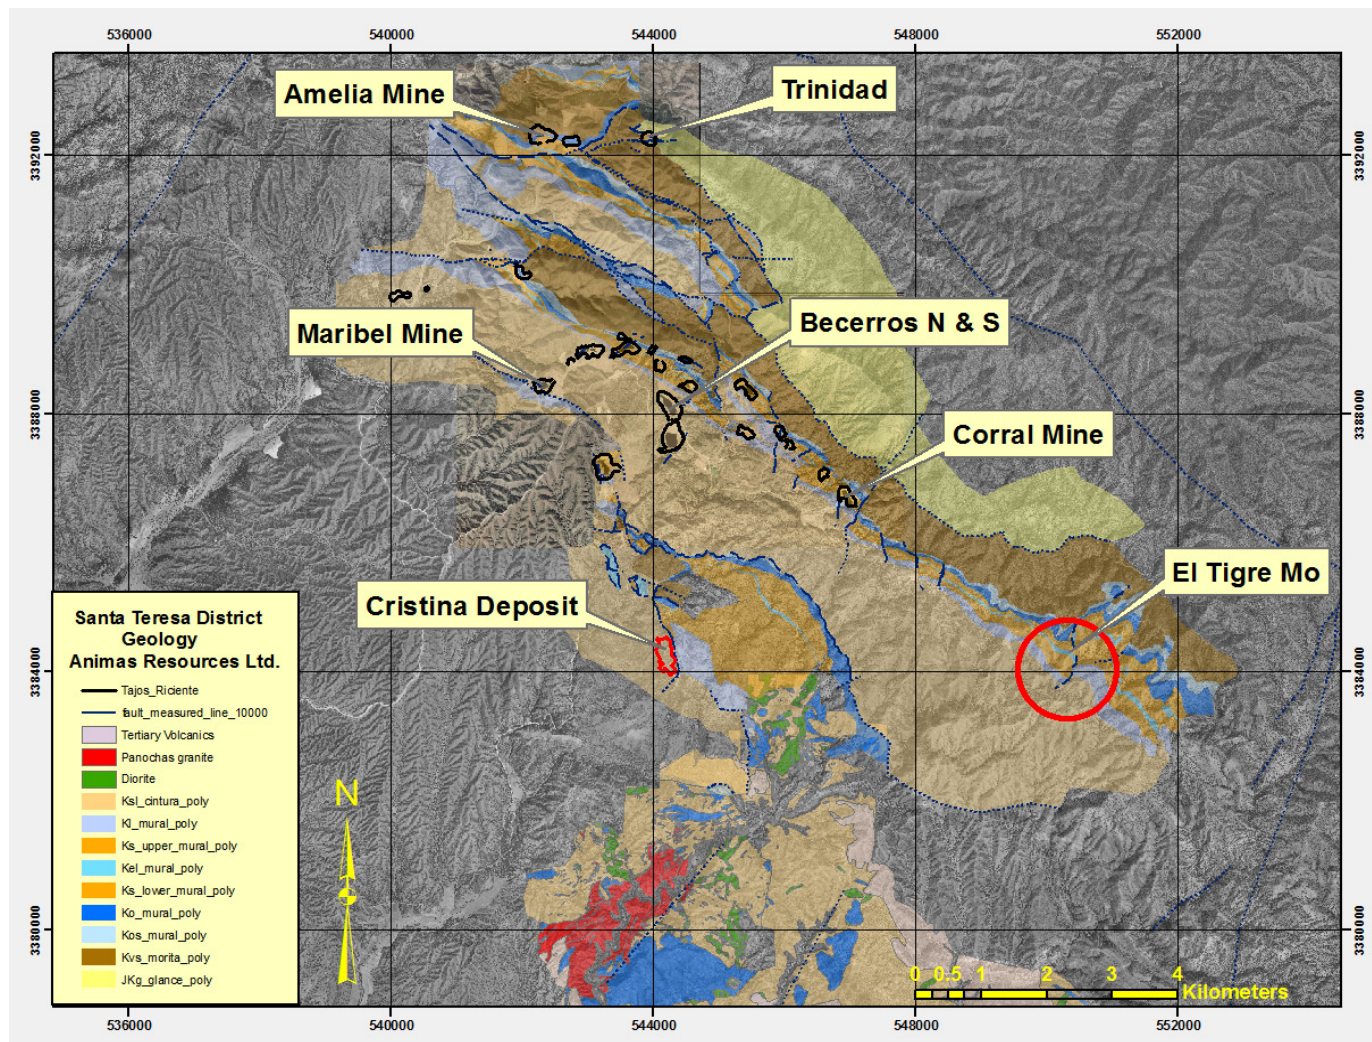 536000
540000
544000
548000
552000
Amelia Mine
Trinidad
3392000
3392000
Becerros N & S
Maribel Mine
3388000
3388000
Corral Mine
El Tigre Mo
Cristina Deposit
Santa Teresa District
Geology
Animas Resources Ltd.
Tajos_Riciente
fault_measured_line_10000
Tertiary Volcanics
Panochas granite
Diorite
Ksl_cintura_poly
Kl_mural_poly
Ks_upper_mural_poly
Kel_mural_poly
Ks_lower_mural_poly
Ko_mural_poly
Kos_mural_poly
Kvs_morita_poly
JKg_glance_poly
3384000
3384000
N
3380000
3380000
0 0.5 1 2 3 4
Kilometers
536000
540000
544000
548000
552000